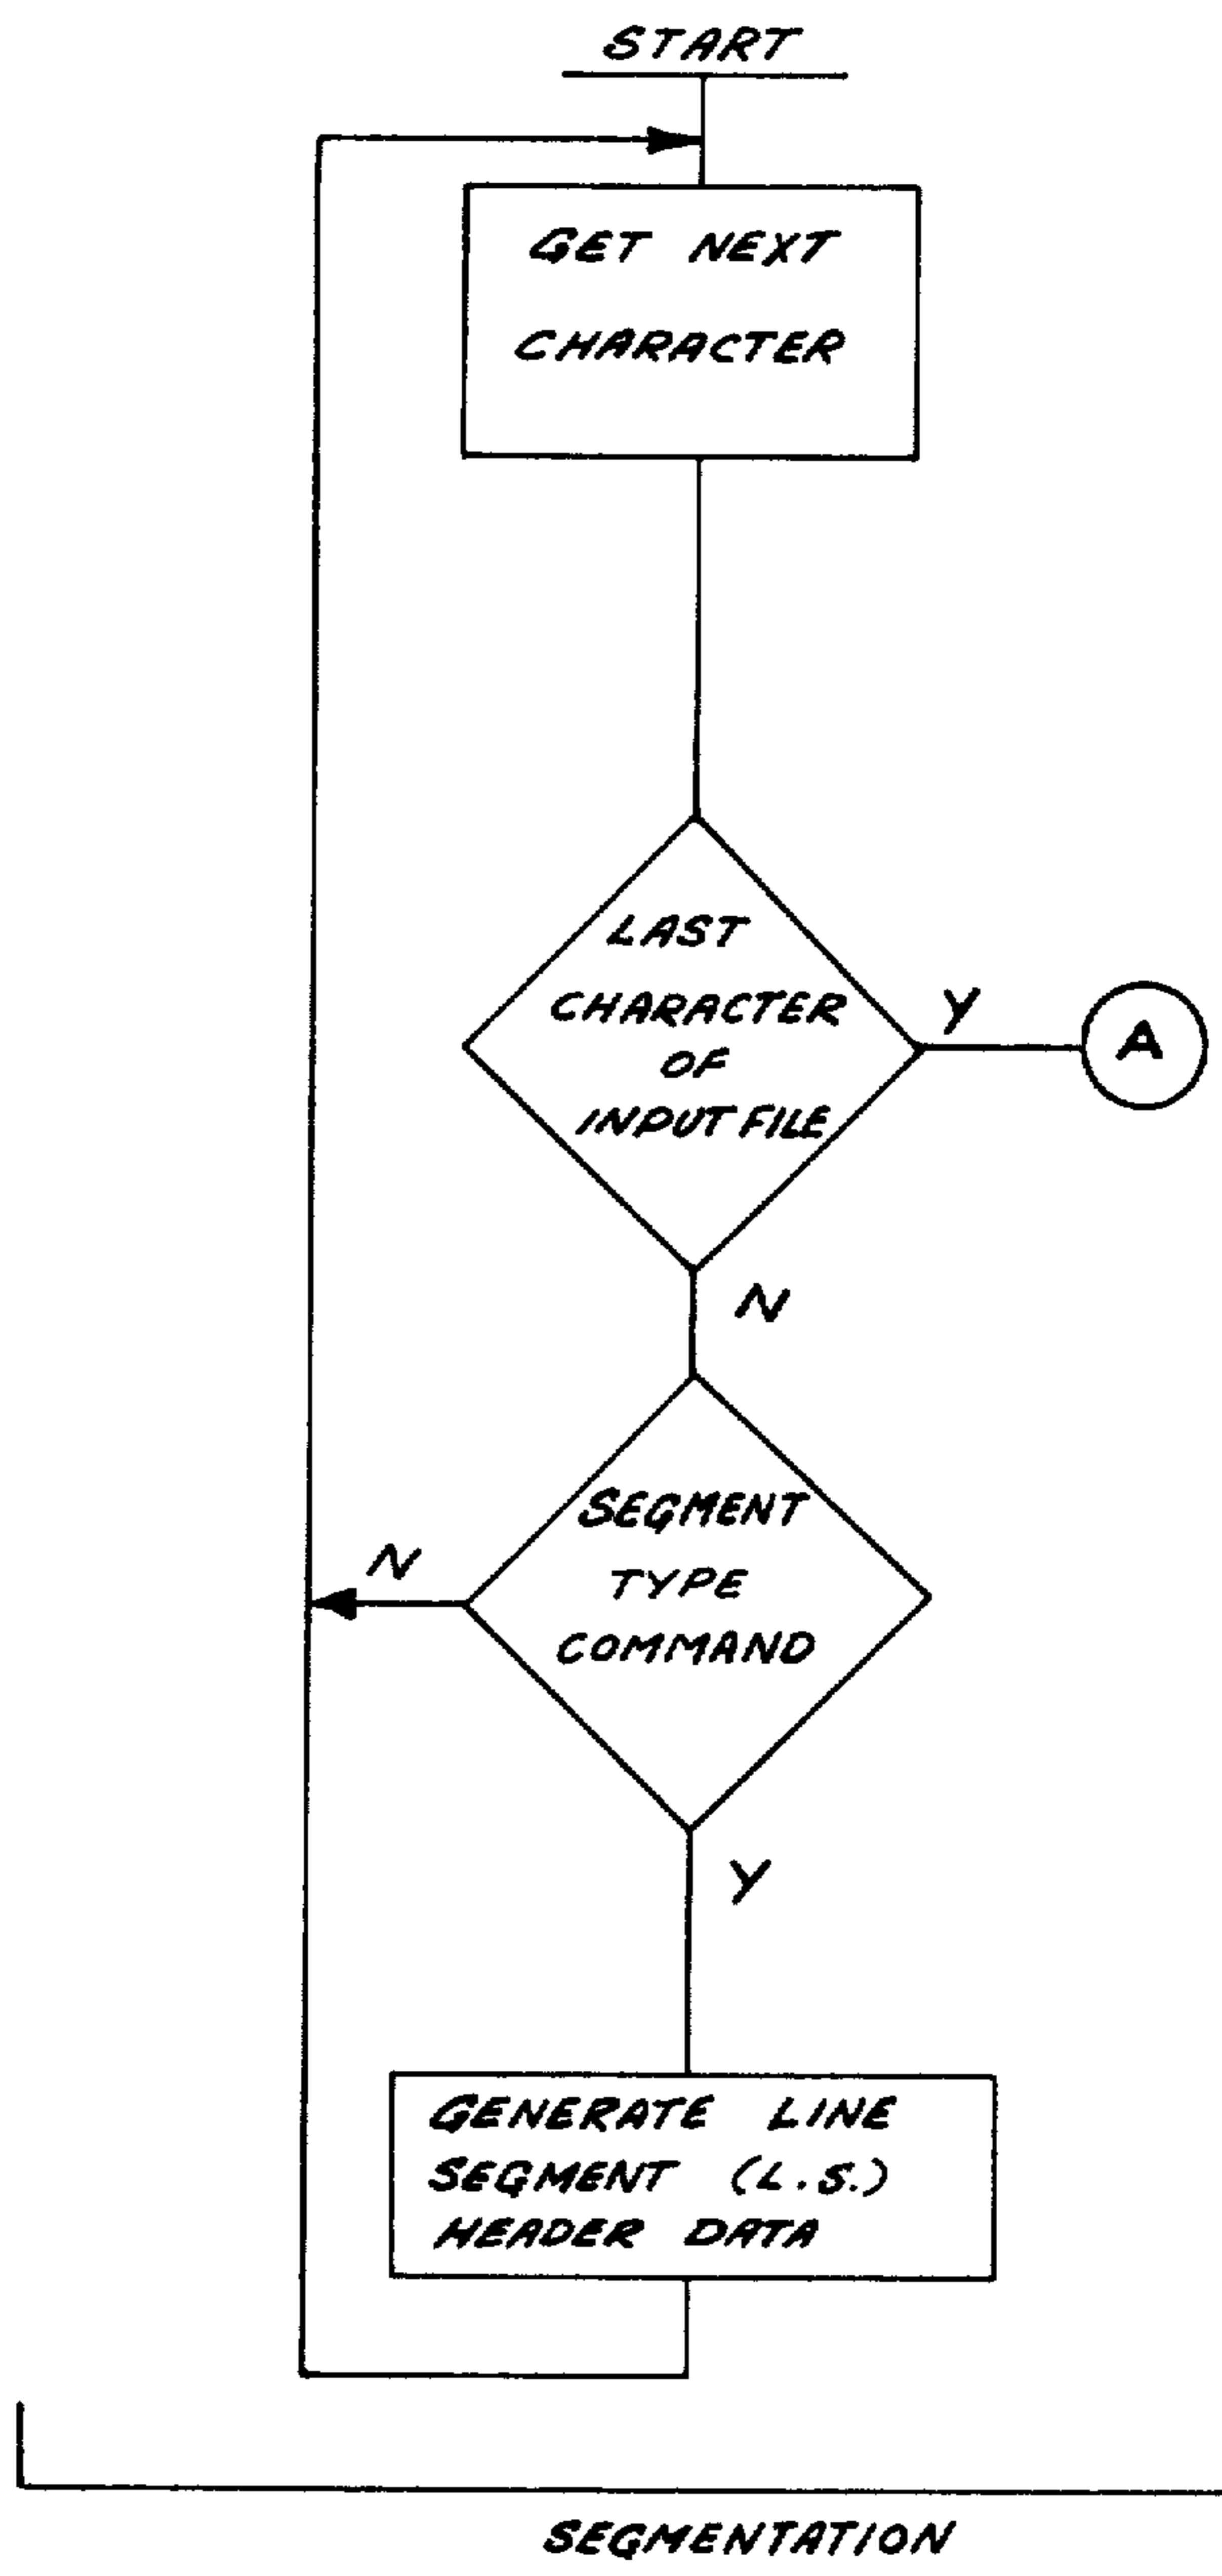 START
GET NEXT
CHARACTER
LAST
CHARACTER
OF
INPUT FILE
Y
A
N
SEGMENT
TYPE
COMMAND
N
Y
GENERATE LINE
SEGMENT (L.S.)
HEADER DATA
SEGMENTATION